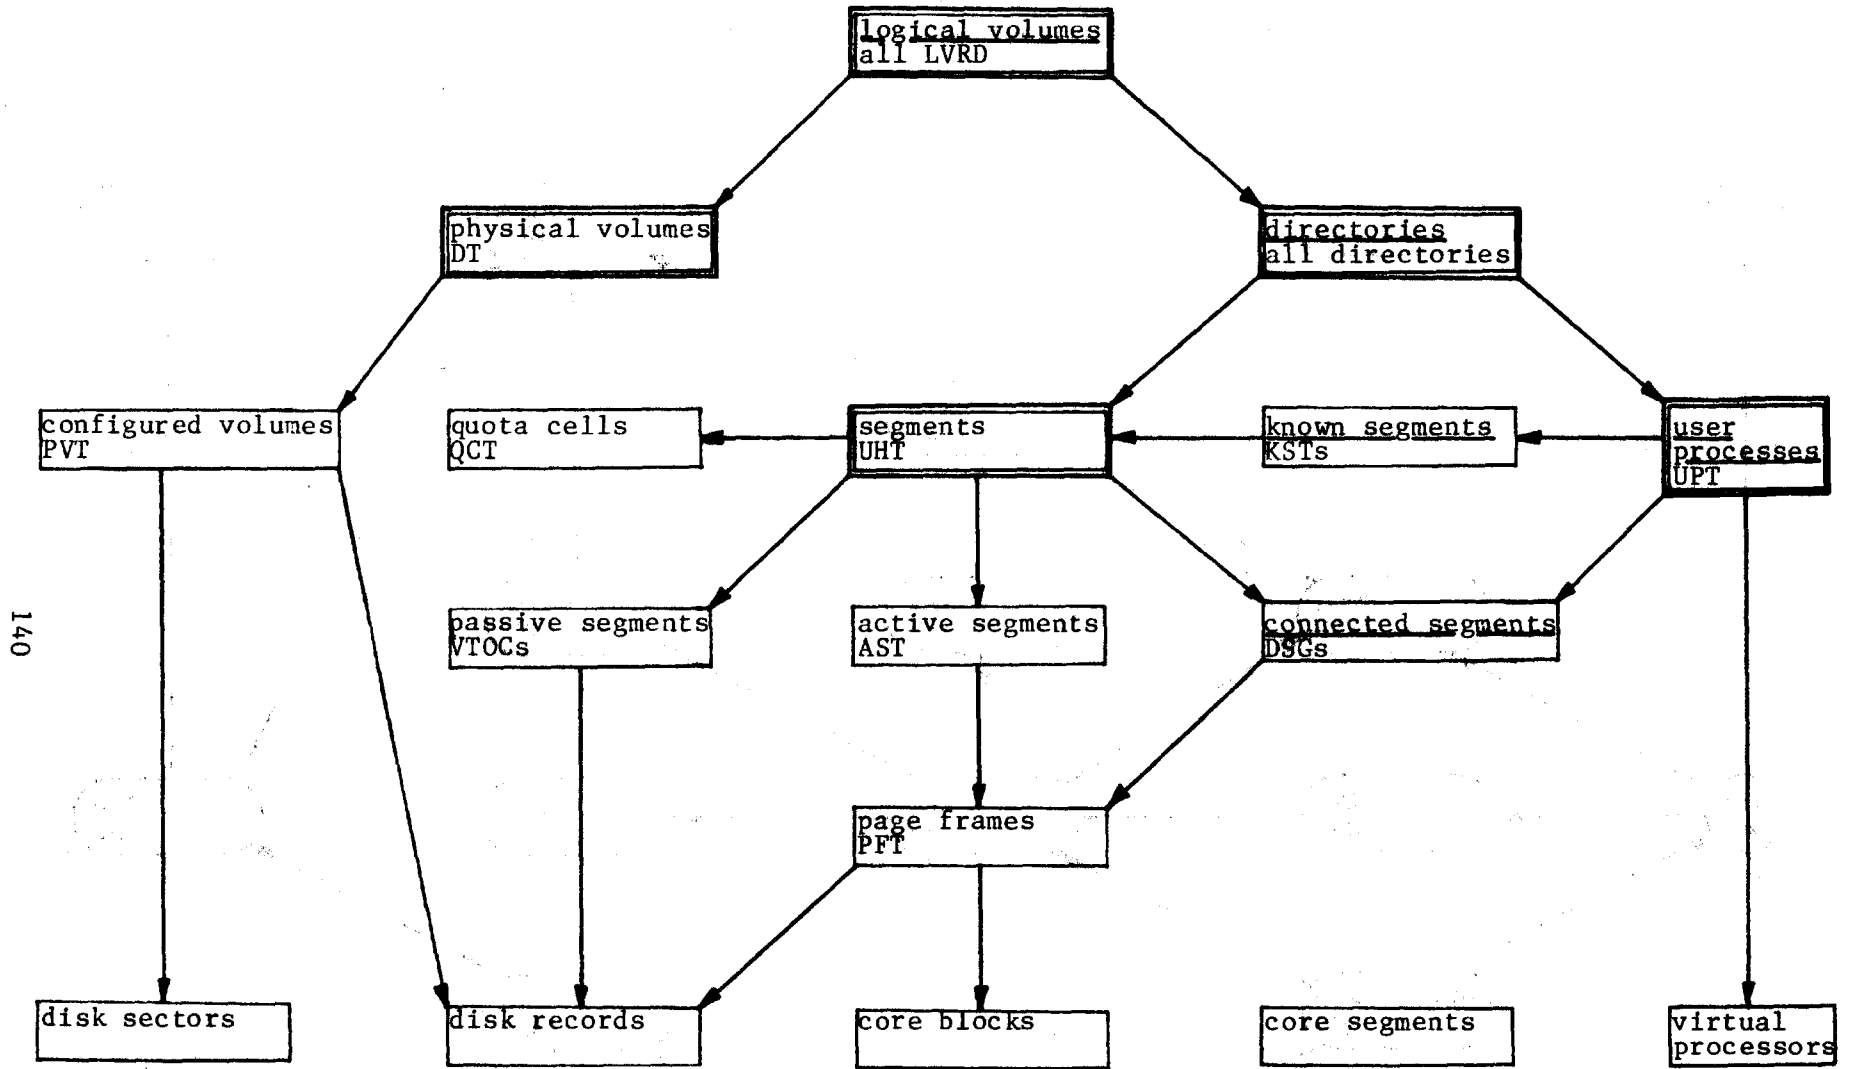 logical volumes
all LVRD
physical volumes
DT
directories
all directories
configured volumes
PVT
quota cells
QCT
segments
UHT
known segments
KSTs
user
processes
UPT
passive segments
VTOCs
active segments
AST
connected segments
DSGs
140
page frames
PFT
disk sectors
disk records
core blocks
core segments
virtual
processors